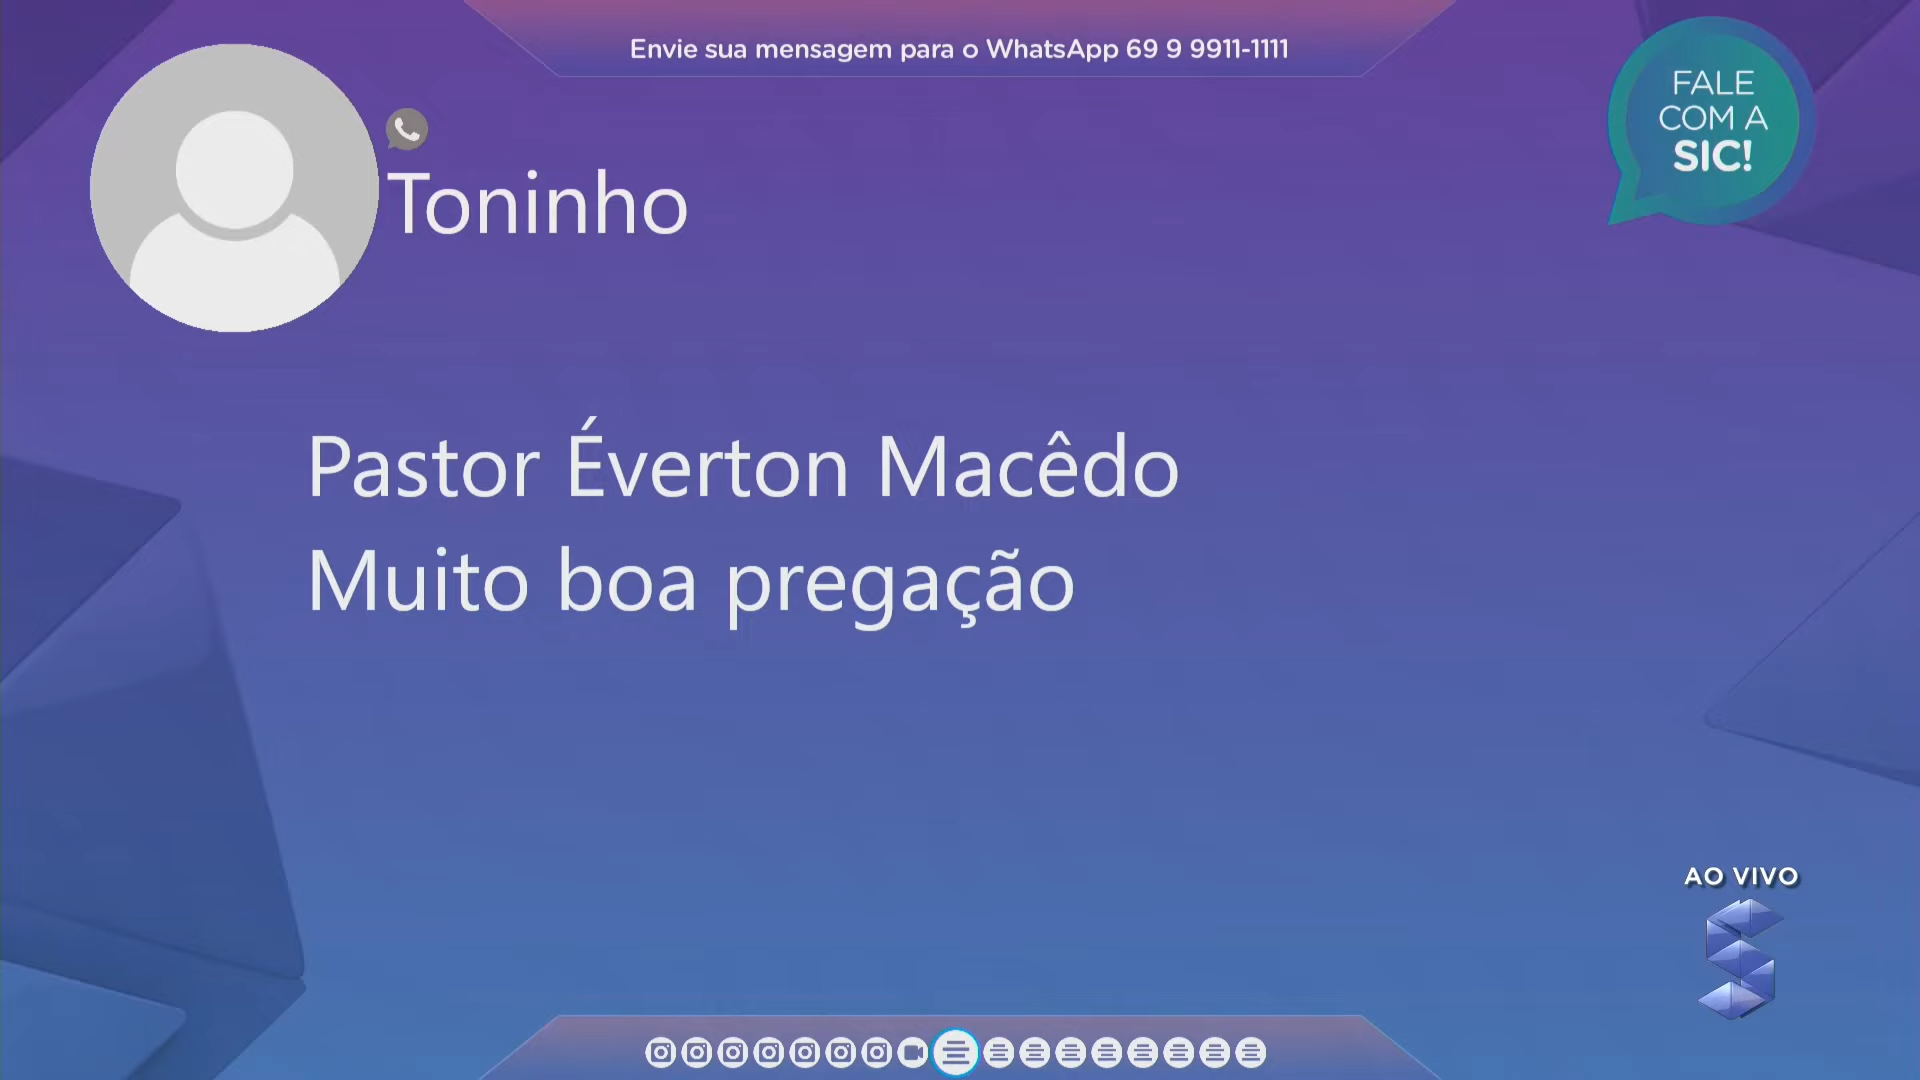 Envie sua mensagem para o WhatsApp 69 9 9911-1111
FALE
COM A
SIC!
Toninho
Pastor Éverton Macêdo
Muito boa pregação
AO VIVO